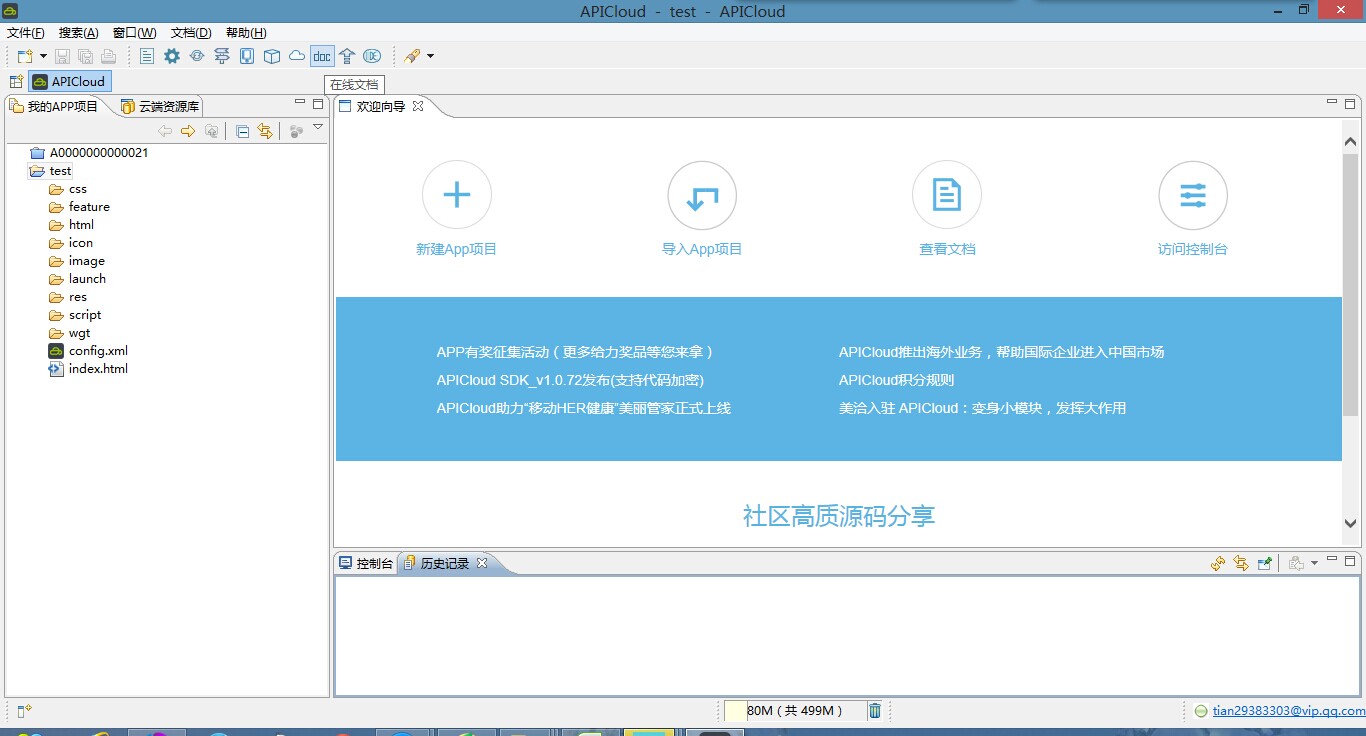 APICloud - test - APICloud
文件(F) 搜索(A) 窗口(W) 文档(D) 帮助(H)
doc
APICloud
在线文档
我的APP项目 云端资源库
欢迎向导
A0000000000021
test
css
feature
html
icon
image
launch
res
script
wgt
config.xml
index.html
新建App项目 导入App项目 查看文档 访问控制台
APP有奖征集活动（更多给力奖品等您来拿）
APICloud SDK_v1.0.72发布(支持代码加密)
APICloud助力“移动HER健康”美丽管家正式上线
APICloud推出海外业务，帮助国际企业进入中国市场
APICloud积分规则
美洽入驻 APICloud：变身小模块，发挥大作用
社区高质源码分享
控制台 历史记录
80M（共 499M）
tian29383303@vip.qq.com